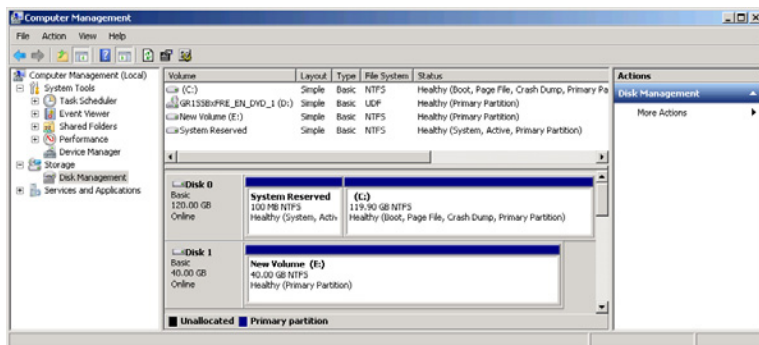 Computer Management
File Action View Help
Computer Management (Local)
System Tools
Task Scheduler
Event Viewer
Shared Folders
Performance
Device Manager
Storage
Disk Management
Services and Applications
Volume Layout Type File System Status
(C:) Simple Basic NTFS Healthy (Boot, Page File, Crash Dump, Primary Pa
GR1SSBxFRE_EN_DVD_1 (D:) Simple Basic UDF Healthy (Primary Partition)
New Volume (E:) Simple Basic NTFS Healthy (Primary Partition)
System Reserved Simple Basic NTFS Healthy (System, Active, Primary Partition)
Disk 0
Basic
120.00 GB
Online
System Reserved
100 MB NTFS
Healthy (System, Activ
(C:)
119.90 GB NTFS
Healthy (Boot, Page File, Crash Dump, Primary Partition)
Disk 1
Basic
40.00 GB
Online
New Volume (E:)
40.00 GB NTFS
Healthy (Primary Partition)
Unallocated Primary partition
Actions
Disk Management
More Actions